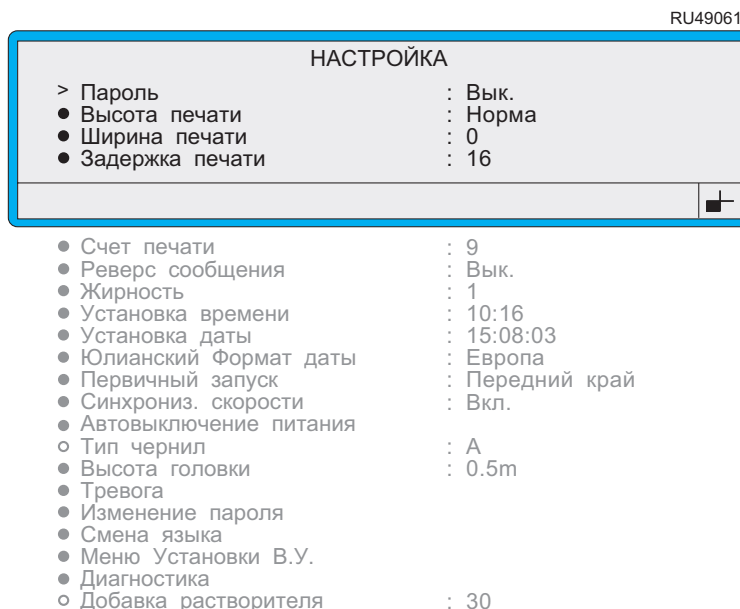 RU49061
НАСТРОЙКА
> Пароль : Вык.
● Высота печати : Норма
● Ширина печати : 0
● Задержка печати : 16
● Счет печати : 9
● Реверс сообщения : Вык.
● Жирность : 1
● Установка времени : 10:16
● Установка даты : 15:08:03
● Юлианский Формат даты : Европа
● Первичный запуск : Передний край
● Синхрониз. скорости : Вкл.
● Автовыключение питания
○ Тип чернил : А
● Высота головки : 0.5m
● Тревога
● Изменение пароля
● Смена языка
● Меню Установки В.У.
● Диагностика
○ Добавка растворителя : 30